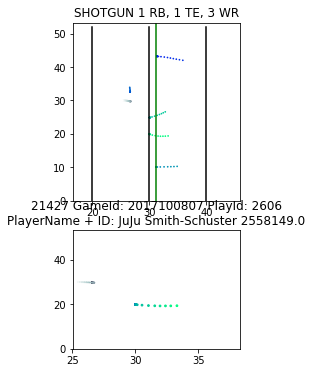 SHOTGUN 1 RB, 1 TE, 3 WR
50
40
30
20
10
0
20 30 40
21427 GameId: 2017100807 PlayId: 2606
PlayerName + ID: JuJu Smith-Schuster 2558149.0
40
20
0
25 30 35